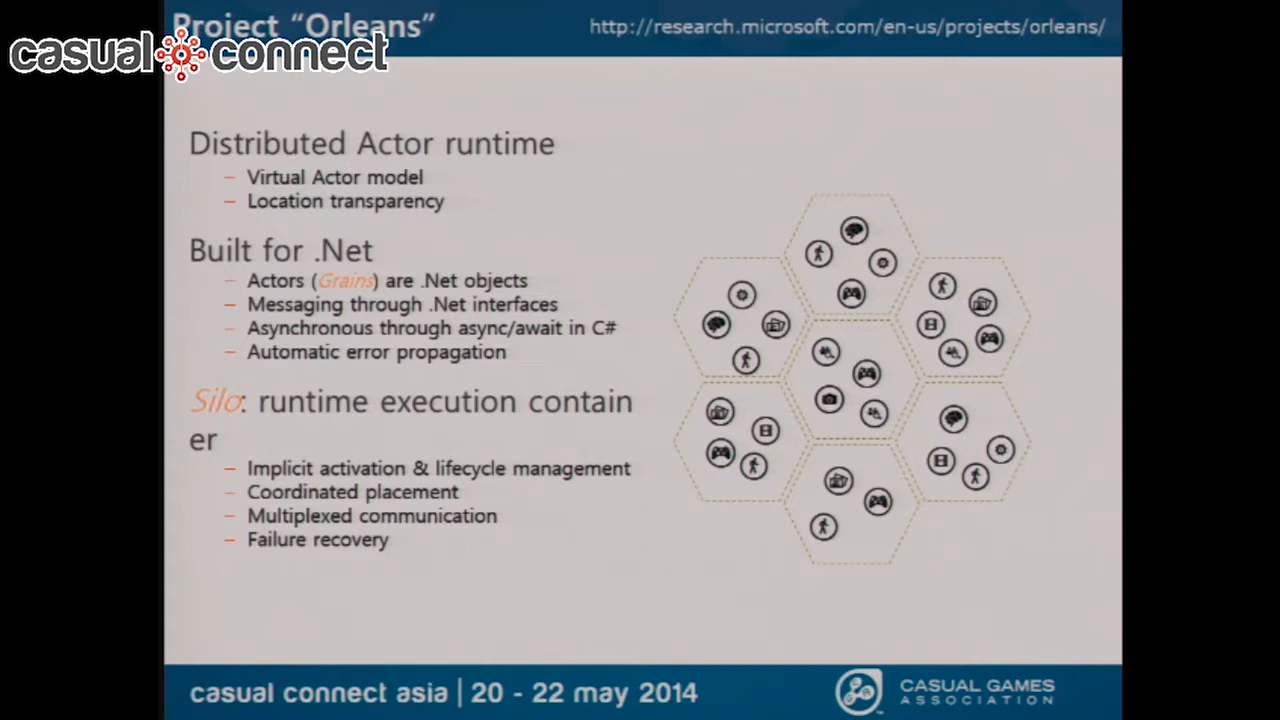 Project “Orleans”
http://research.microsoft.com/en-us/projects/orleans/
casual connect
Distributed Actor runtime
– Virtual Actor model
– Location transparency
Built for .Net
– Actors (Grains) are .Net objects
– Messaging through .Net interfaces
– Asynchronous through async/await in C#
– Automatic error propagation
Silo: runtime execution contain
er
– Implicit activation & lifecycle management
– Coordinated placement
– Multiplexed communication
– Failure recovery
casual connect asia | 20 - 22 may 2014
CASUAL GAMES
ASSOCIATION